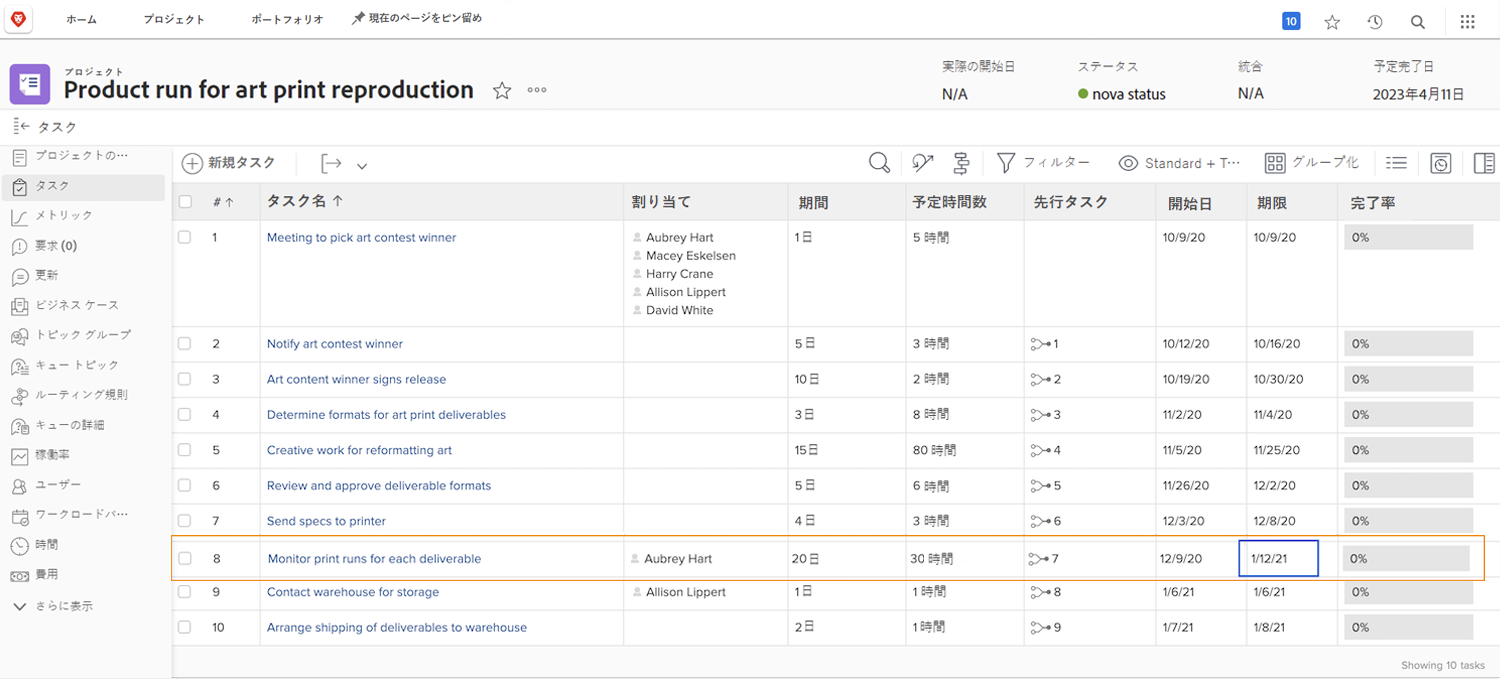 ホーム プロジェクト ポートフォリオ 現在のページをピン留め 10
プロジェクト
Product run for art print reproduction
実際の開始日 ステータス 統合 予定完了日
N/A nova status N/A 2023年4月11日
タスク
プロジェクトの…
タスク
メトリック
要求 (0)
更新
ビジネス ケース
トピック グループ
キュー トピック
ルーティング規則
キューの詳細
稼働率
ユーザー
ワークロードバ…
時間
費用
さらに表示
新規タスク フィルター Standard + T… グループ化
# ↑ タスク名 ↑ 割り当て 期間 予定時間数 先行タスク 開始日 期限 完了率
1 Meeting to pick art contest winner Aubrey Hart 1 日 5 時間 10/9/20 10/9/20 0%
Macey Eskelsen
Harry Crane
Allison Lippert
David White
2 Notify art contest winner 5 日 3 時間 1 10/12/20 10/16/20 0%
3 Art content winner signs release 10 日 2 時間 2 10/19/20 10/30/20 0%
4 Determine formats for art print deliverables 3 日 8 時間 3 11/2/20 11/4/20 0%
5 Creative work for reformatting art 15日 80 時間 4 11/5/20 11/25/20 0%
6 Review and approve deliverable formats 5 日 6 時間 5 11/26/20 12/2/20 0%
7 Send specs to printer 4 日 3 時間 6 12/3/20 12/8/20 0%
8 Monitor print runs for each deliverable Aubrey Hart 20 日 30 時間 7 12/9/20 1/12/21 0%
9 Contact warehouse for storage Allison Lippert 1 日 1 時間 8 1/6/21 1/6/21 0%
10 Arrange shipping of deliverables to warehouse 2 日 1 時間 9 1/7/21 1/8/21 0%
Showing 10 tasks